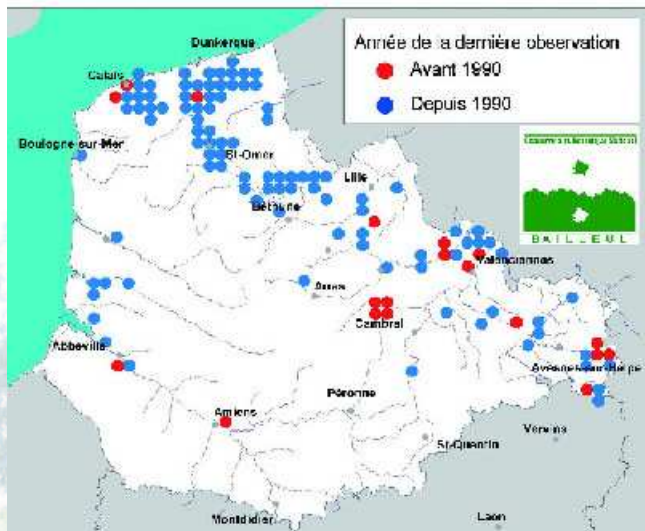 Année de la dernière observation
Avant 1990
Depuis 1990
Dunkerque
Calais
Boulogne-sur-Mer
St-Omer
Lille
Béthune
BAILLEUL
Valenciennes
Arras
Cambrai
Abbeville
Avesnes-sur-Helpe
Péronne
Amiens
Vervins
St-Quentin
Montdidier
Laon